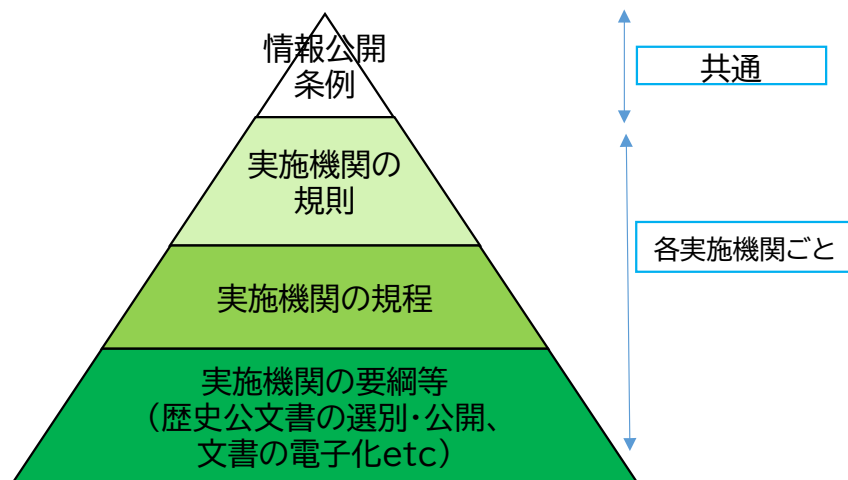 情報公開
条例
共通
実施機関の
規則
各実施機関ごと
実施機関の規程
実施機関の要綱等
（歴史公文書の選別・公開、
文書の電子化etc）